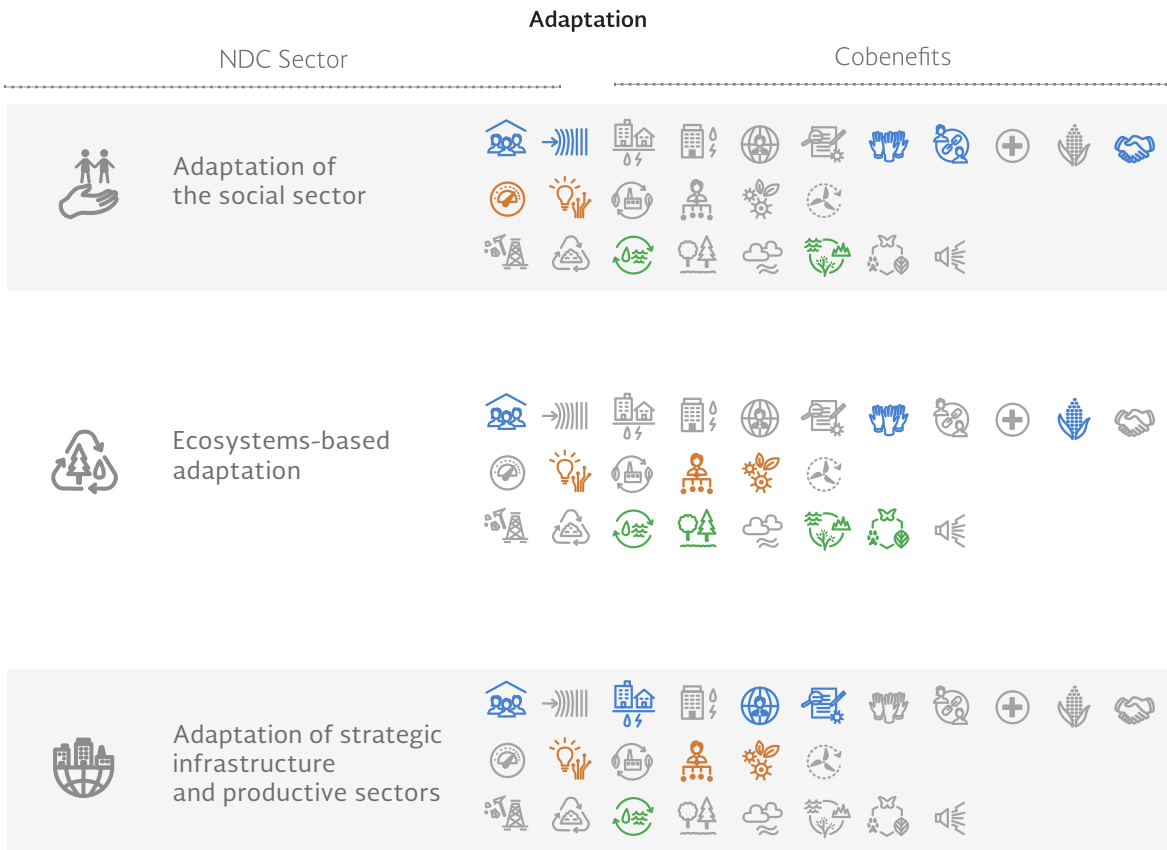 Adaptation
NDC Sector
Cobenefits
Adaptation of
the social sector
Ecosystems-based
adaptation
Adaptation of strategic
infrastructure
and productive sectors